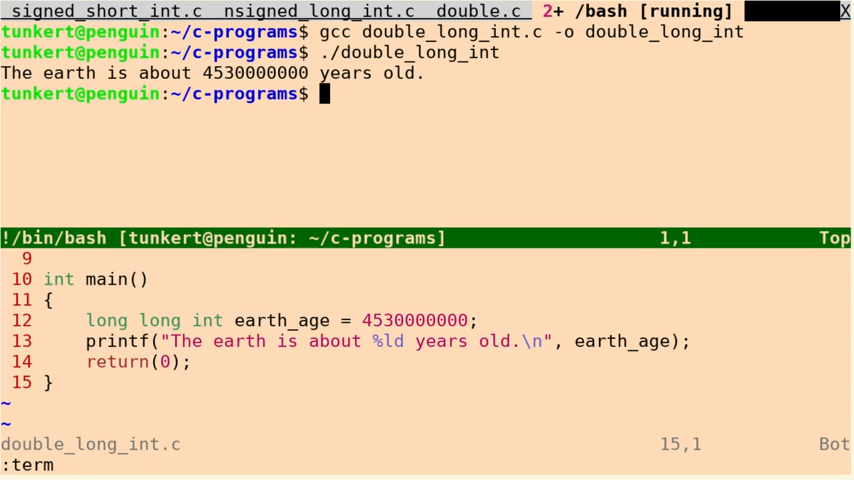 signed_short_int.c nsigned_long_int.c double.c 2+ /bash [running] X
tunkert@penguin:~/c-programs$ gcc double_long_int.c -o double_long_int
tunkert@penguin:~/c-programs$ ./double_long_int
The earth is about 4530000000 years old.
tunkert@penguin:~/c-programs$
!/bin/bash [tunkert@penguin: ~/c-programs] 1,1 Top
9
10 int main()
11 {
12 long long int earth_age = 4530000000;
13 printf("The earth is about %ld years old.\n", earth_age);
14 return(0);
15 }
~
~
double_long_int.c 15,1 Bot
:term